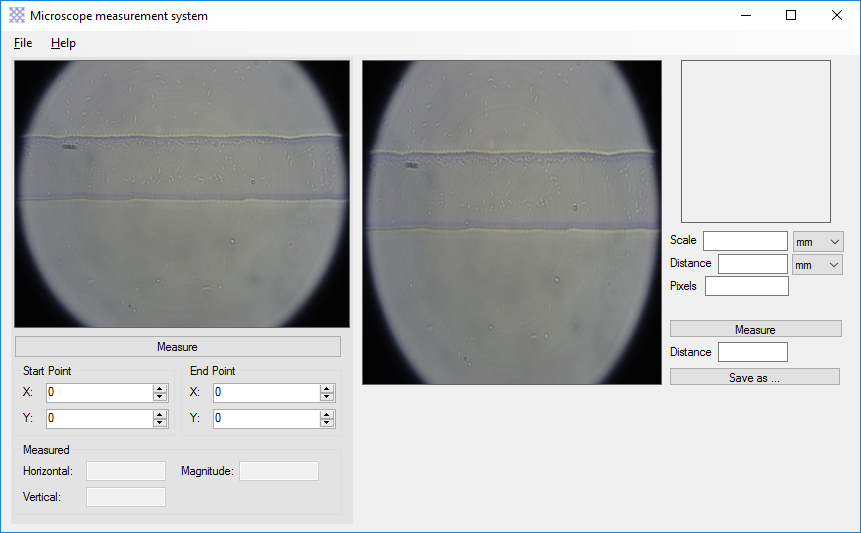 Microscope measurement system
File Help
Measure
Start Point
X: 0
Y: 0
End Point
X: 0
Y: 0
Measured
Horizontal:
Magnitude:
Vertical:
Scale mm
Distance mm
Pixels
Measure
Distance
Save as ...